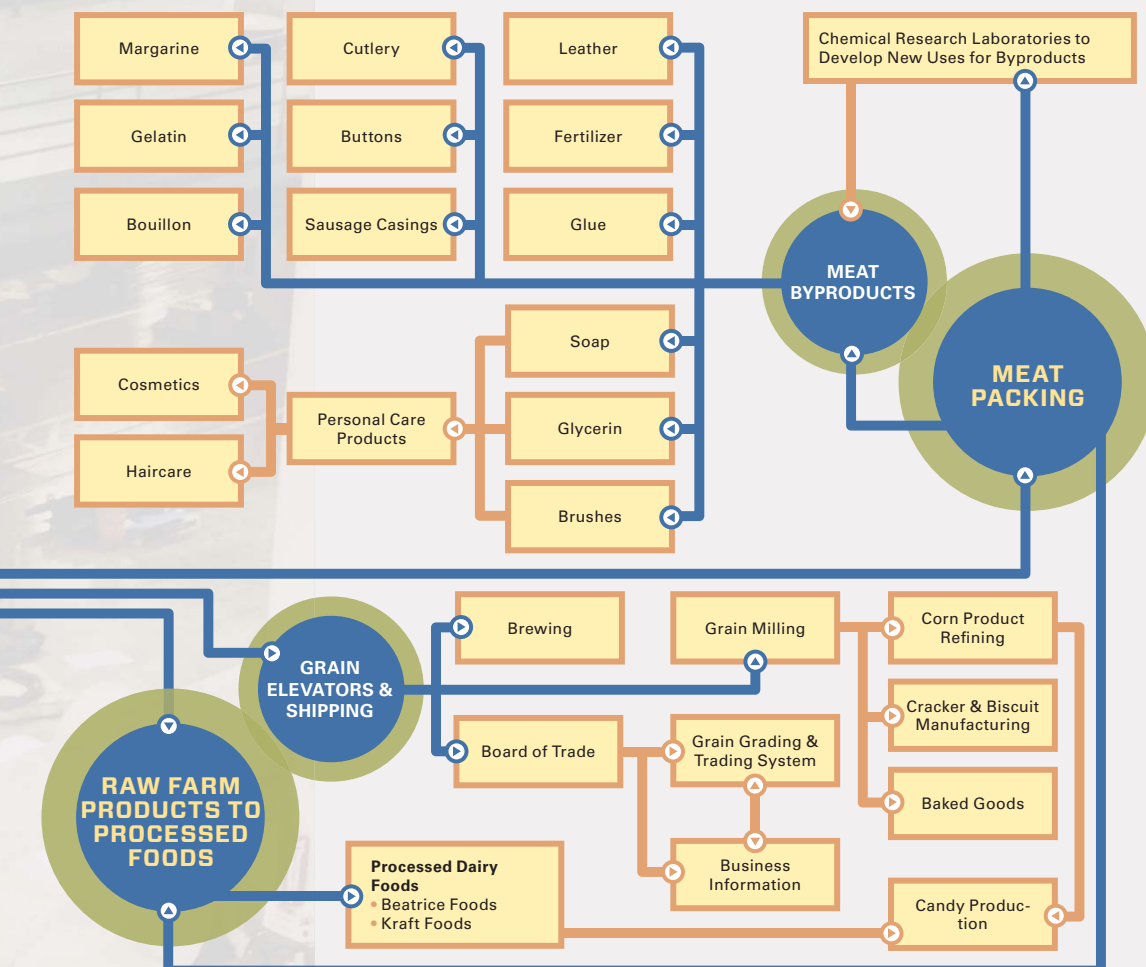 Margarine
Cutlery
Leather
Chemical Research Laboratories to
Develop New Uses for Byproducts
Gelatin
Buttons
Fertilizer
Bouillon
Sausage Casings
Glue
MEAT
BYPRODUCTS
MEAT
PACKING
Soap
Cosmetics
Personal Care
Products
Glycerin
Haircare
Brushes
GRAIN
ELEVATORS &
SHIPPING
Brewing
Grain Milling
Corn Product
Refining
Cracker & Biscuit
Manufacturing
Board of Trade
Grain Grading &
Trading System
Baked Goods
RAW FARM
PRODUCTS TO
PROCESSED
FOODS
Processed Dairy
Foods
• Beatrice Foods
• Kraft Foods
Business
Information
Candy Produc-
tion